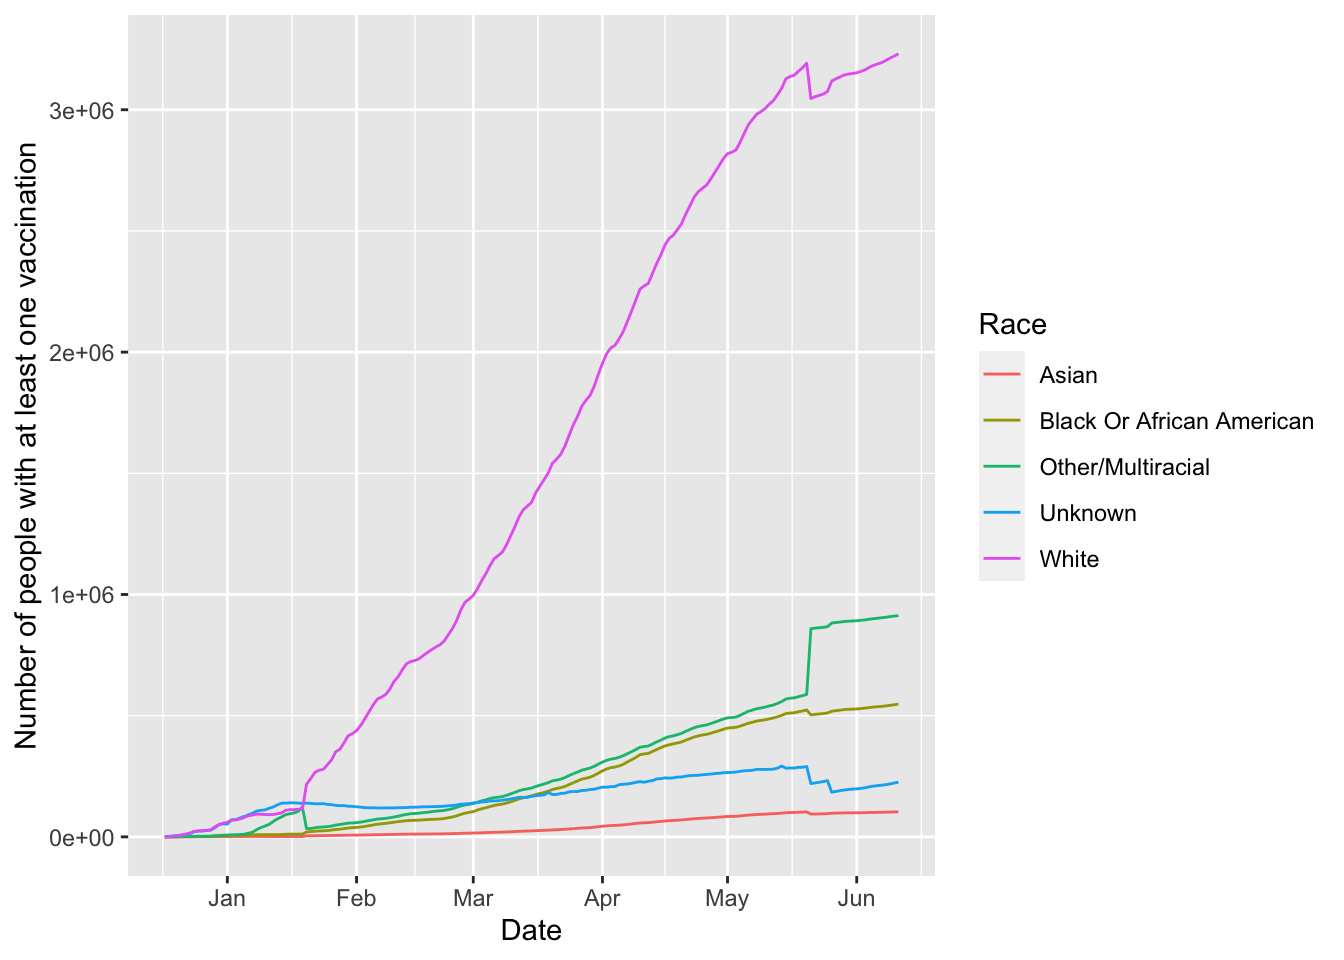 Number of people with at least one vaccination
3e+06
2e+06
1e+06
0e+00
Jan Feb Mar Apr May Jun
Date
Race
Asian
Black Or African American
Other/Multiracial
Unknown
White